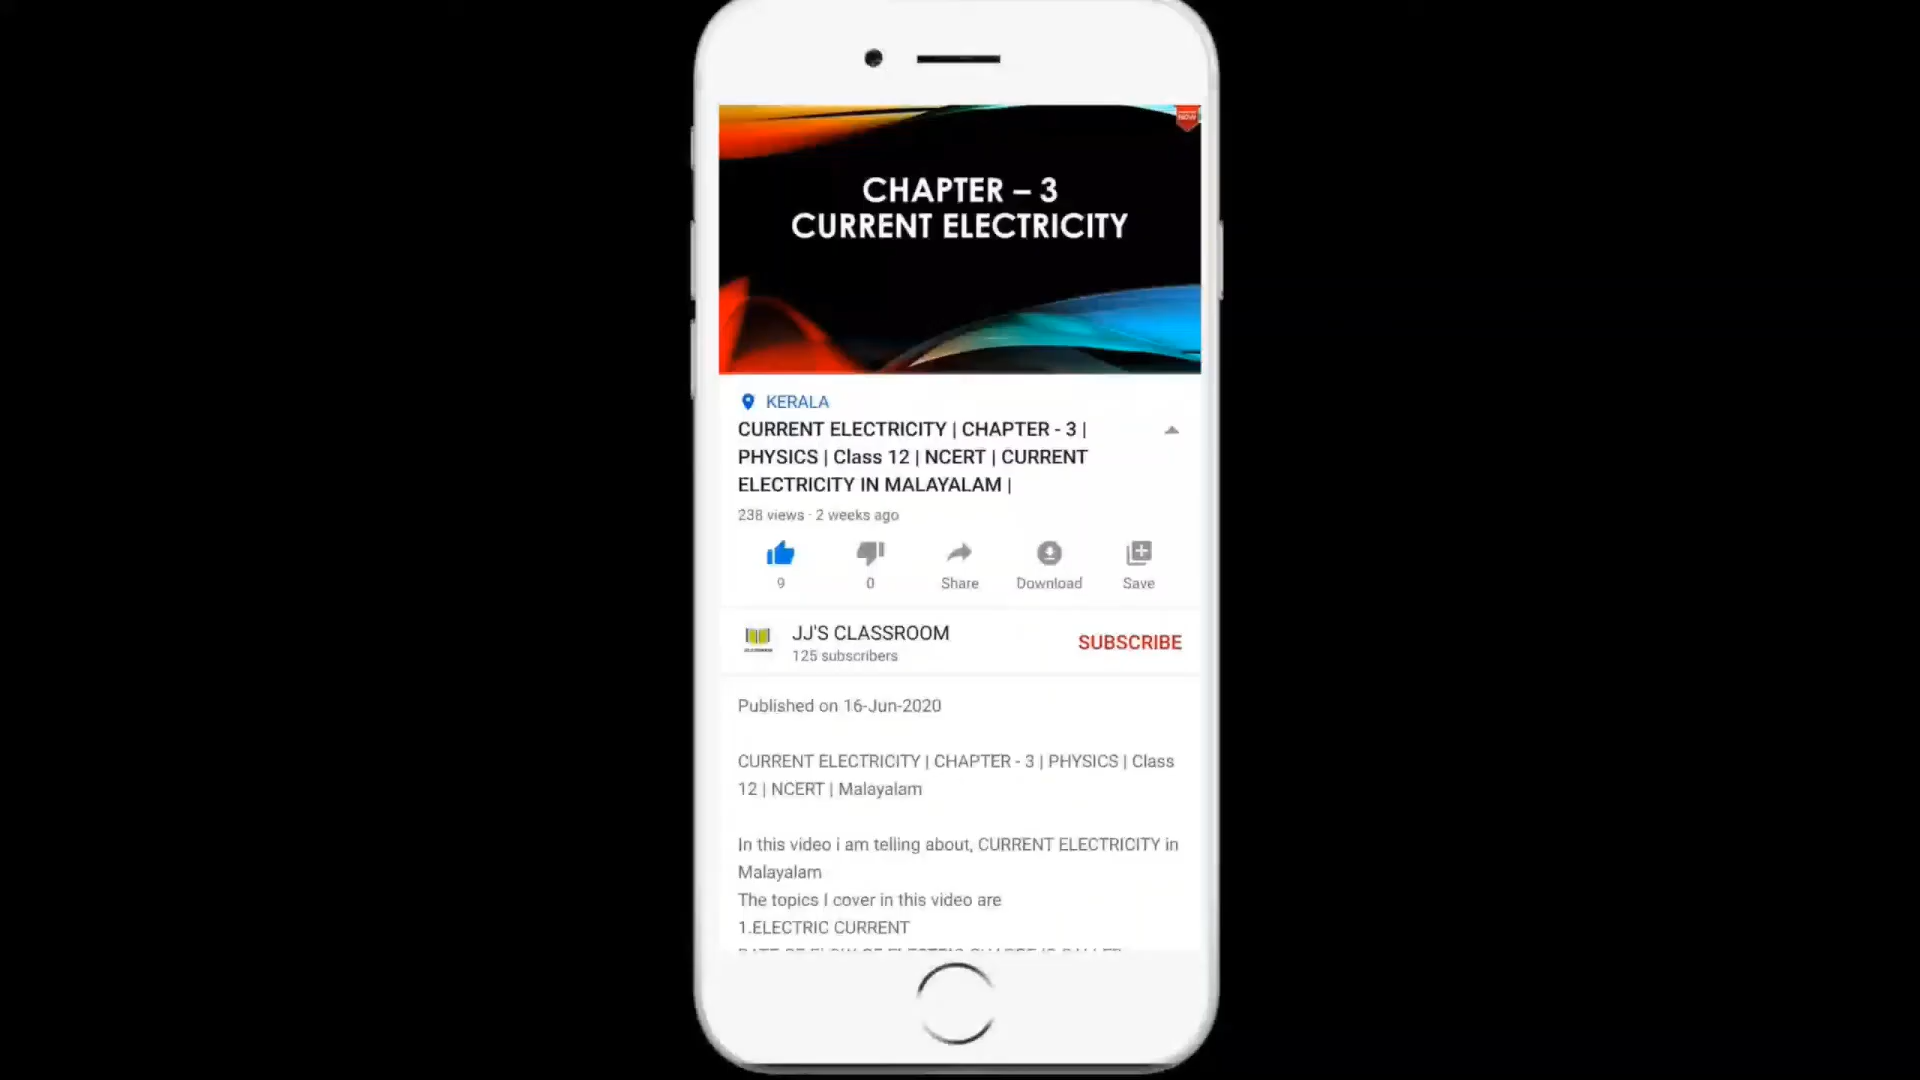 NOW
CHAPTER – 3
CURRENT ELECTRICITY
KERALA
CURRENT ELECTRICITY | CHAPTER - 3 |
PHYSICS | Class 12 | NCERT | CURRENT
ELECTRICITY IN MALAYALAM |
238 views · 2 weeks ago
9 0 Share Download Save
JJ'S CLASSROOM
125 subscribers
SUBSCRIBE
Published on 16-Jun-2020
CURRENT ELECTRICITY | CHAPTER - 3 | PHYSICS | Class
12 | NCERT | Malayalam
In this video i am telling about, CURRENT ELECTRICITY in
Malayalam
The topics I cover in this video are
1.ELECTRIC CURRENT